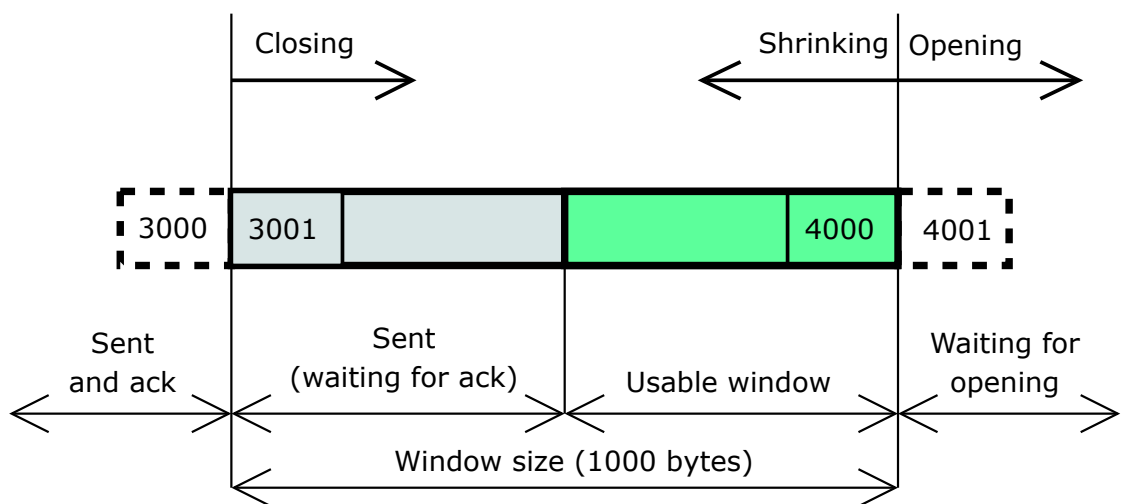 Closing
Shrinking
Opening
3000
3001
4000
4001
Sent
and ack
Sent
(waiting for ack)
Usable window
Waiting for
opening
Window size (1000 bytes)